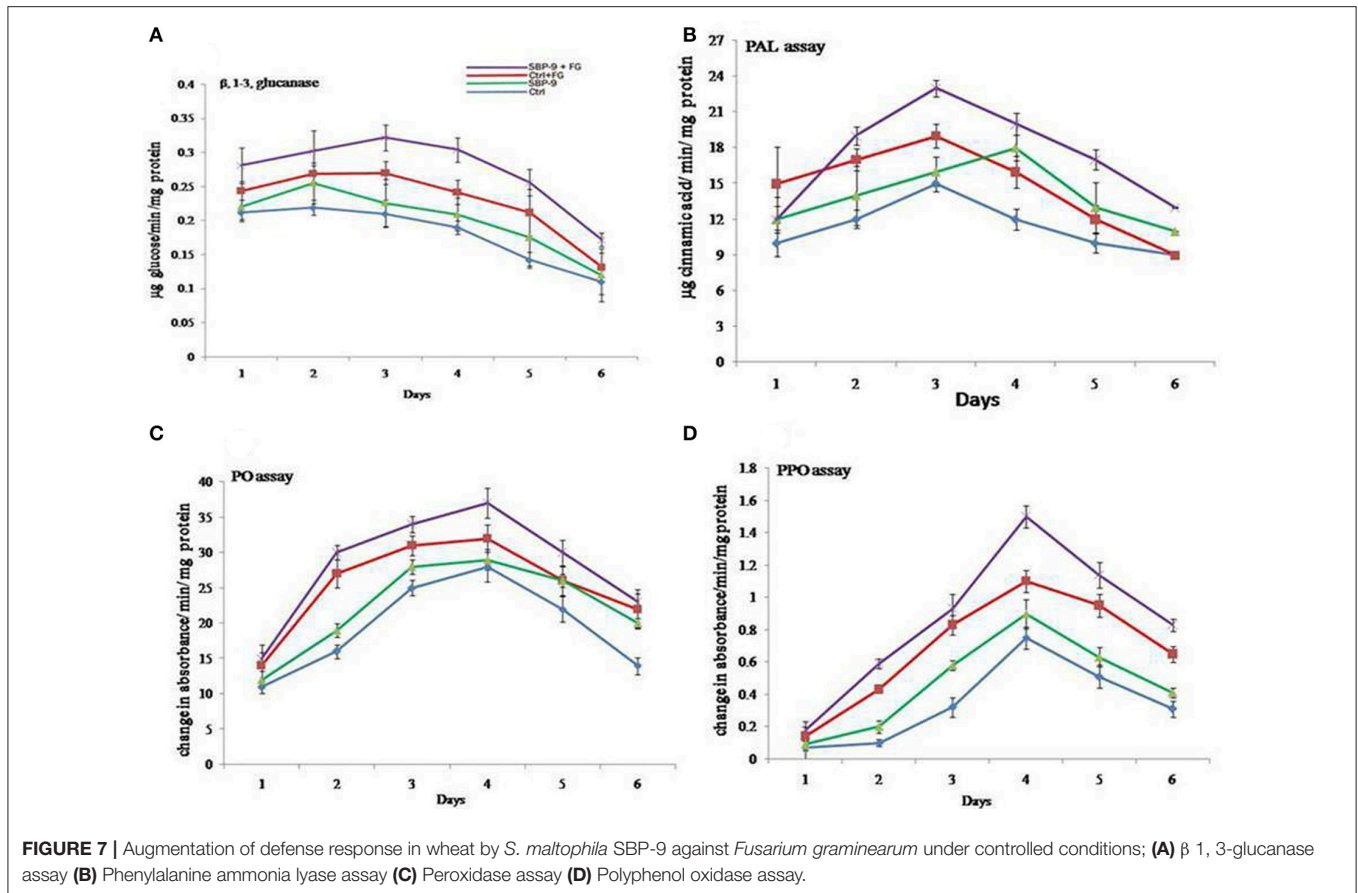 A
β, 1-3, glucanase
SBP-9 + FG
Ctrl+FG
SBP-9
Ctrl
0.4
0.35
0.3
0.25
0.2
0.15
0.1
0.05
0
µg glucose/min/mg protein
1 2 3 4 5 6
Days
B
PAL assay
27
24
21
18
15
12
9
6
3
0
µg cinnamic acid/ min/ mg protein
1 2 3 4 5 6
Days
C
PO assay
40
35
30
25
20
15
10
5
0
change in absorbance/ min/ mg protein
1 2 3 4 5 6
Days
D
PPO assay
1.8
1.6
1.4
1.2
1
0.8
0.6
0.4
0.2
0
change in absorbance/min/mg protein
1 2 3 4 5 6
Days
FIGURE 7 | Augmentation of defense response in wheat by S. maltophila SBP-9 against Fusarium graminearum under controlled conditions; (A) β 1, 3-glucanase
assay (B) Phenylalanine ammonia lyase assay (C) Peroxidase assay (D) Polyphenol oxidase assay.